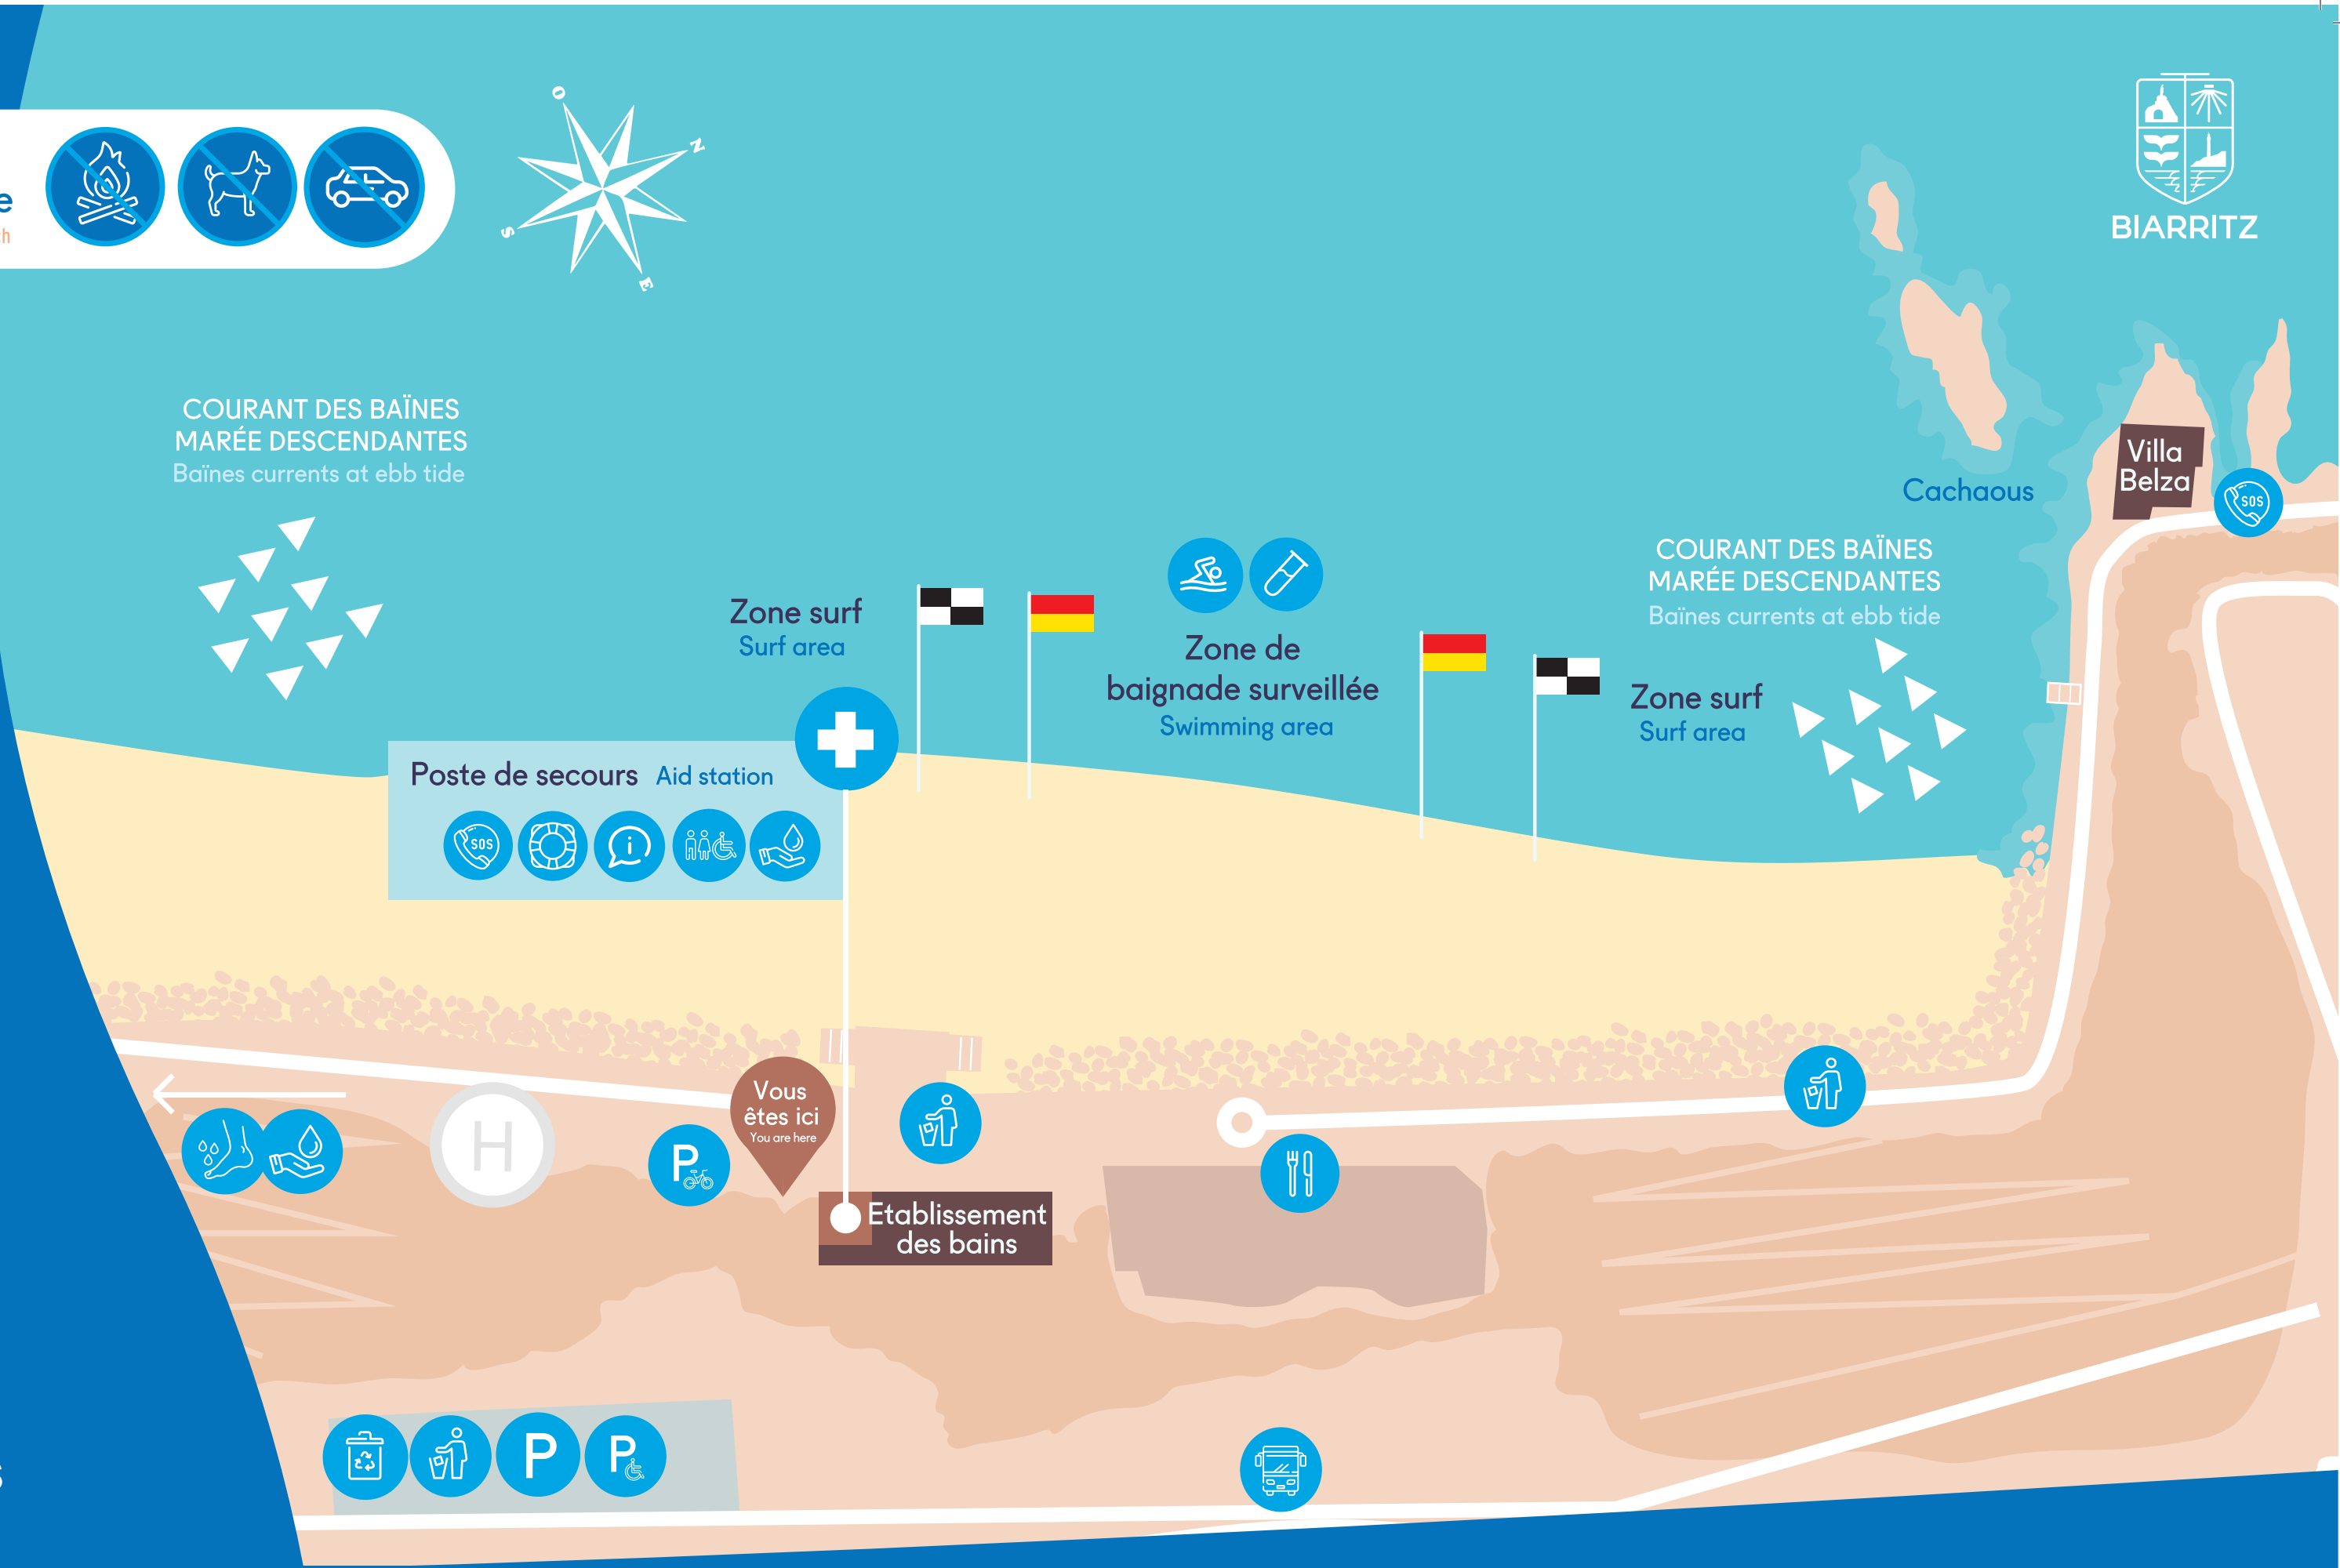 e
ch
O
N
S
E
BIARRITZ
COURANT DES BAÏNES
MARÉE DESCENDANTES
Baïnes currents at ebb tide
Villa
Belza
SOS
Cachaous
COURANT DES BAÏNES
MARÉE DESCENDANTES
Baïnes currents at ebb tide
Zone surf
Surf area
Zone de
baignade surveillée
Swimming area
Zone surf
Surf area
Poste de secours Aid station
SOS
i
Vous
êtes ici
You are here
H
P
Etablissement
des bains
P
P
s